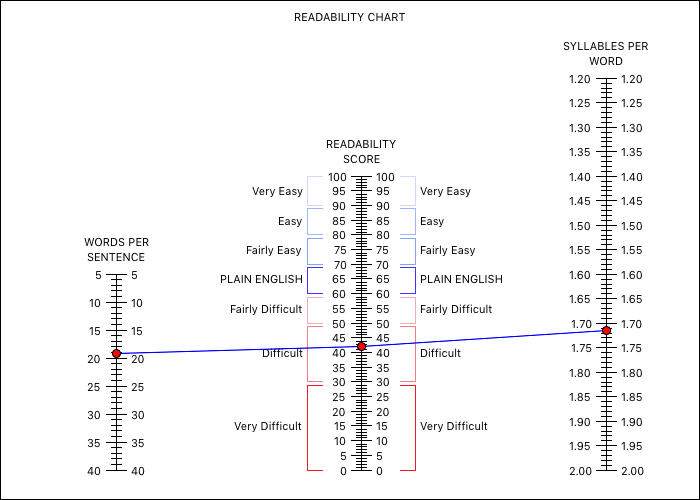 READABILITY CHART
SYLLABLES PER
WORD
1.20 1.20
1.25 1.25
1.30 1.30
1.35 1.35
1.40 1.40
1.45 1.45
1.50 1.50
1.55 1.55
1.60 1.60
1.65 1.65
1.70 1.70
1.75 1.75
1.80 1.80
1.85 1.85
1.90 1.90
1.95 1.95
2.00 2.00
READABILITY
SCORE
100 100
Very Easy 95 95 Very Easy
90 90
Easy 85 85 Easy
80 80
Fairly Easy 75 75 Fairly Easy
70 70
PLAIN ENGLISH 65 65 PLAIN ENGLISH
60 60
Fairly Difficult 55 55 Fairly Difficult
50 50
45 45
Difficult 40 40 Difficult
35 35
30 30
25 25
20 20
Very Difficult 15 15 Very Difficult
10 10
5 5
0 0
WORDS PER
SENTENCE
5 5
10 10
15 15
20 20
25 25
30 30
35 35
40 40